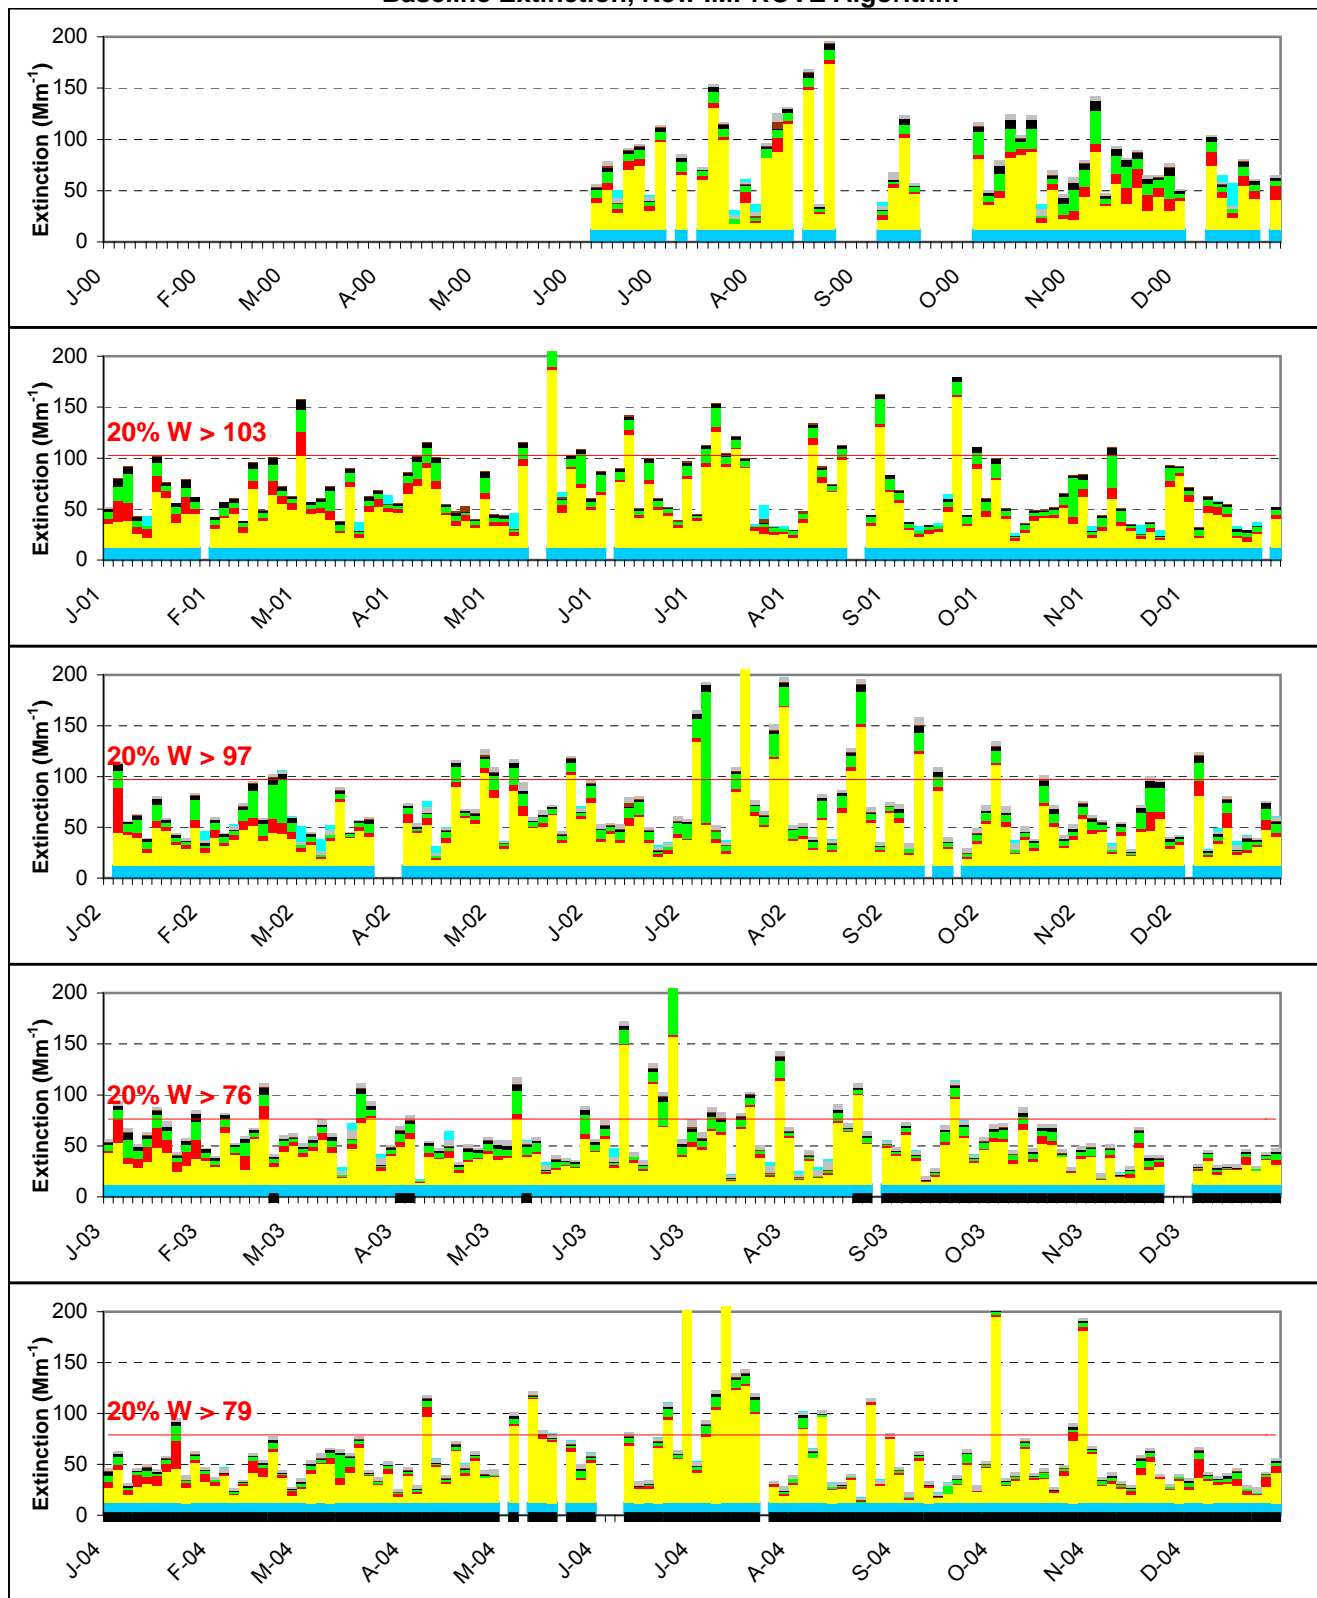 Baseline Extinction, New IMPROVE Algorithm
Extinction (Mm-1)
200
150
100
50
0
J-00 F-00 M-00 A-00 M-00 J-00 J-00 A-00 S-00 O-00 N-00 D-00
Extinction (Mm-1)
200
150
20% W > 103
100
50
0
J-01 F-01 M-01 A-01 M-01 J-01 J-01 A-01 S-01 O-01 N-01 D-01
Extinction (Mm-1)
200
150
20% W > 97
100
50
0
J-02 F-02 M-02 A-02 M-02 J-02 J-02 A-02 S-02 O-02 N-02 D-02
Extinction (Mm-1)
200
150
100
20% W > 76
50
0
J-03 F-03 M-03 A-03 M-03 J-03 J-03 A-03 S-03 O-03 N-03 D-03
Extinction (Mm-1)
200
150
100
20% W > 79
50
0
J-04 F-04 M-04 A-04 M-04 J-04 J-04 A-04 S-04 O-04 N-04 D-04